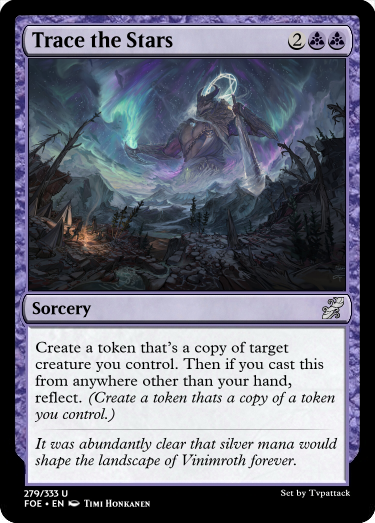 Trace the Stars 2
Sorcery
Create a token that's a copy of target
creature you control. Then if you cast this
from anywhere other than your hand,
reflect. (Create a token thats a copy of a token
you control.)
It was abundantly clear that silver mana would
shape the landscape of Vinimroth forever.
279/333 U
FOE • EN Timi Honkanen
Set by Tvpattack